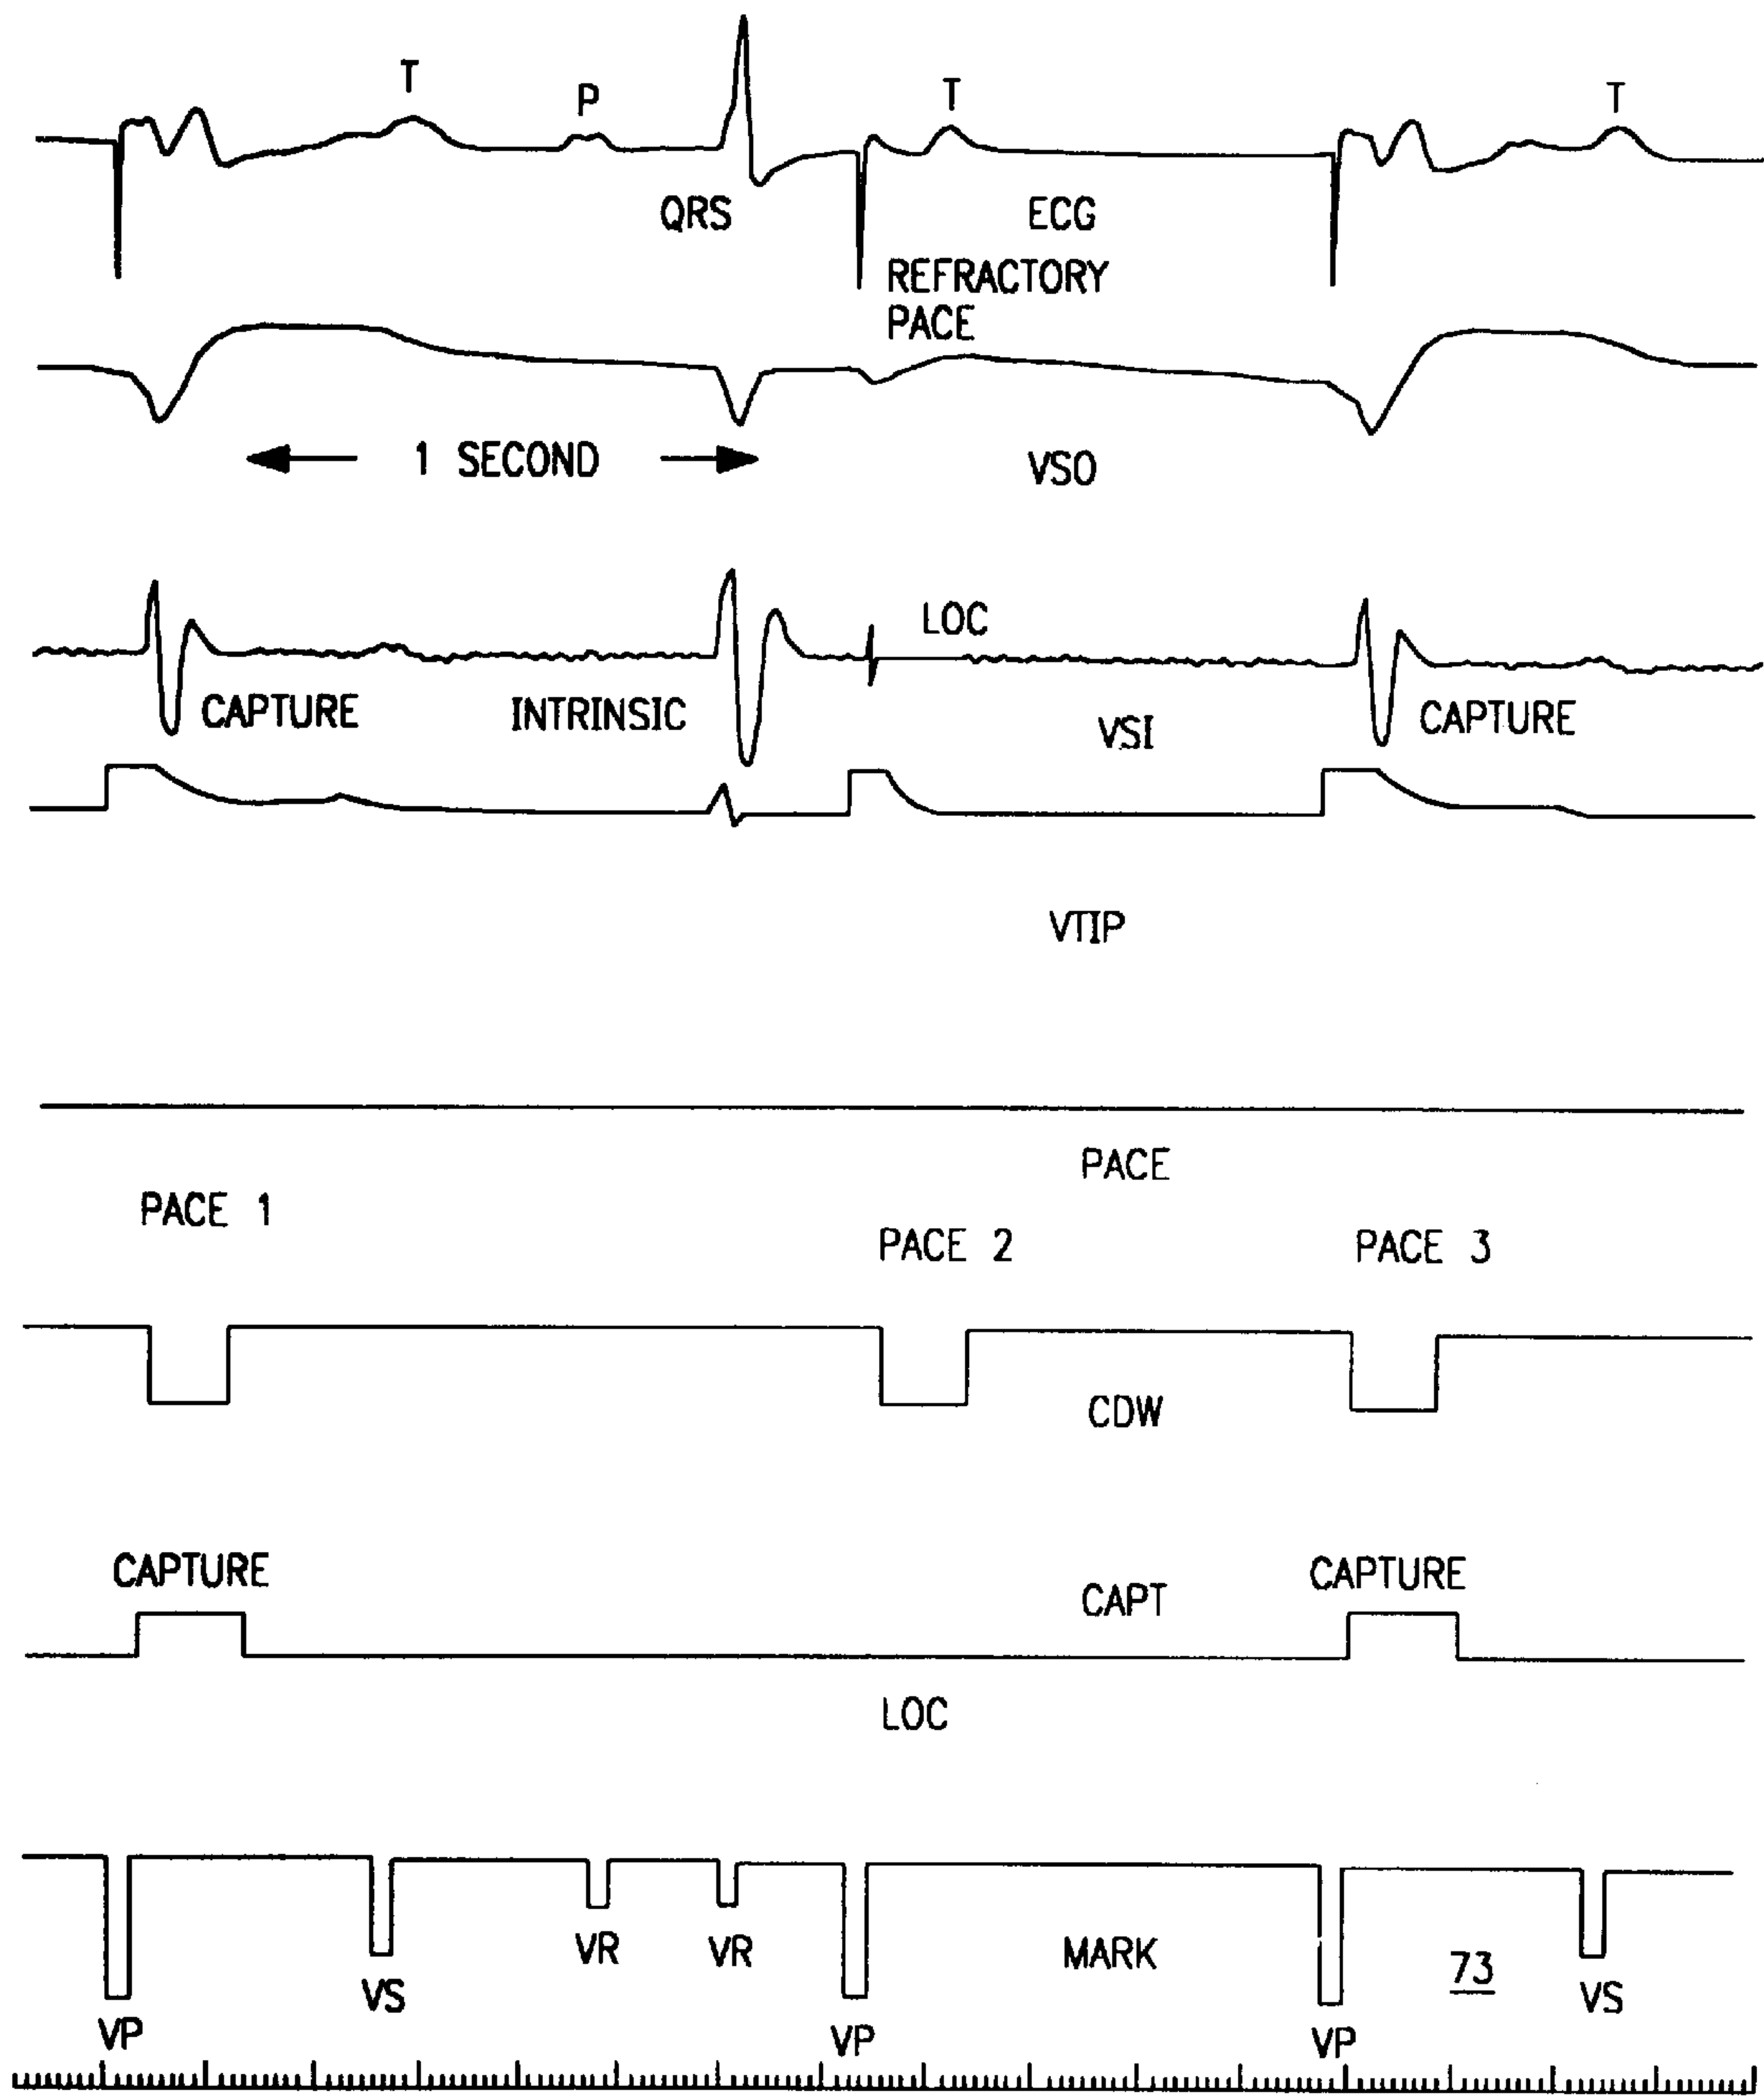 T
P
T
T
QRS
ECG
REFRACTORY
PACE
1 SECOND
VSO
LOC
CAPTURE
INTRINSIC
VSI
CAPTURE
VTIP
PACE
PACE 1
PACE 2
PACE 3
CDW
CAPTURE
CAPT
CAPTURE
LOC
VR
VR
MARK
73
VS
VS
VP
VP
VP